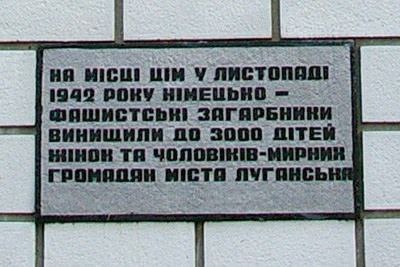 НА МІСЦІ ЦІМ У ЛИСТОПАДІ
1942 РОКУ НІМЕЦЬКО –
ФАШИСТСЬКІ ЗАГАРБНИКИ
ВИНИЩИЛИ ДО 3000 ДІТЕЙ
ЖІНОК ТА ЧОЛОВІКІВ-МИРНИХ
ГРОМАДЯН МІСТА ЛУГАНСЬКА